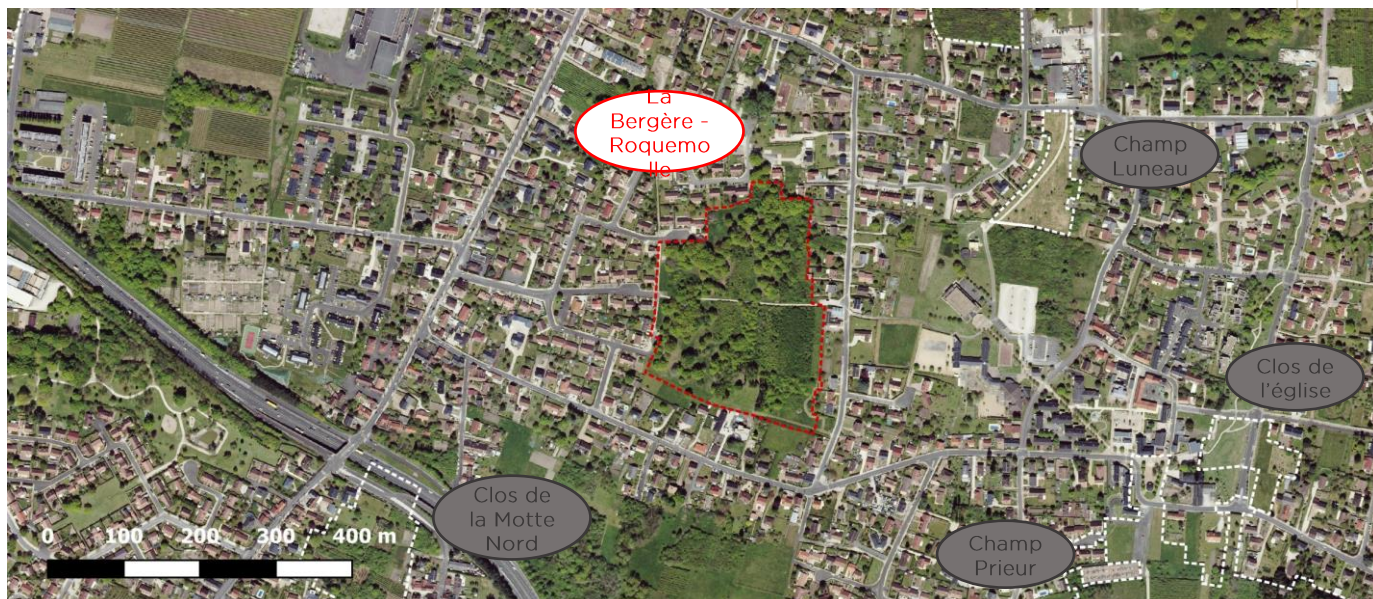 La
Bergère -
Roquemo
lle
Champ
Luneau
Clos de
l'église
Clos de
la Motte
Nord
Champ
Prieur
0 100 200 300 400 m